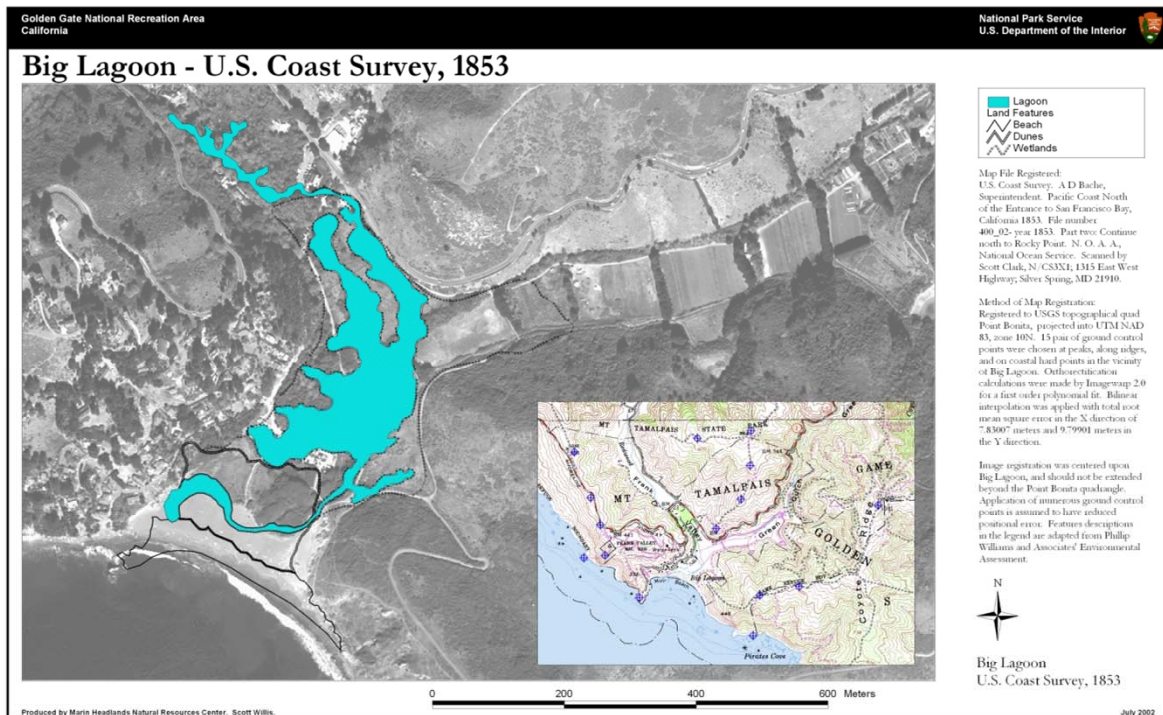 Golden Gate National Recreation Area
California
National Park Service
U.S. Department of the Interior
Big Lagoon - U.S. Coast Survey, 1853
Lagoon
Land Features
Beach
Dunes
Wetlands
Map File Registered:
U.S. Coast Survey. A D Bache,
Superintendent. Pacific Coast North
of the Entrance to San Francisco Bay,
California 1853. File number
400_02- year 1853. Part two: Continue
north to Rocky Point. N. O. A. A.,
National Ocean Service. Scanned by
Scott Clark, N/CS3X1; 1315 East West
Highway; Silver Spring, MD 21910.
Method of Map Registration:
Registered to USGS topographical quad
Point Bonita, projected into UTM NAD
83, zone 10N. 15 pair of ground control
points were chosen at peaks, along ridges,
and on coastal hard points in the vicinity
of Big Lagoon. Orthorectification
calculations were made by Imagewarp 2.0
for a first order polynomial fit. Bilinear
interpolation was applied with total root
mean square error in the X direction of
7.83007 meters and 9.79901 meters in
the Y direction.
Image registration was centered upon
Big Lagoon, and should not be extended
beyond the Point Bonita quadrangle.
Application of numerous ground control
points is assumed to have reduced
positional error. Features descriptions
in the legend are adapted from Phillip
Williams and Associates' Environmental
Assessment.
N
Big Lagoon
U.S. Coast Survey, 1853
MT TAMALPAIS STATE PARK
MT TAMALPAIS
GAME
GOLDEN
S
Frank
Green
Coyote Ridge
Big Lagoon
Pirates Cove
0 200 400 600 Meters
Produced by Marin Headlands Natural Resources Center. Scott Willis.
July 2002